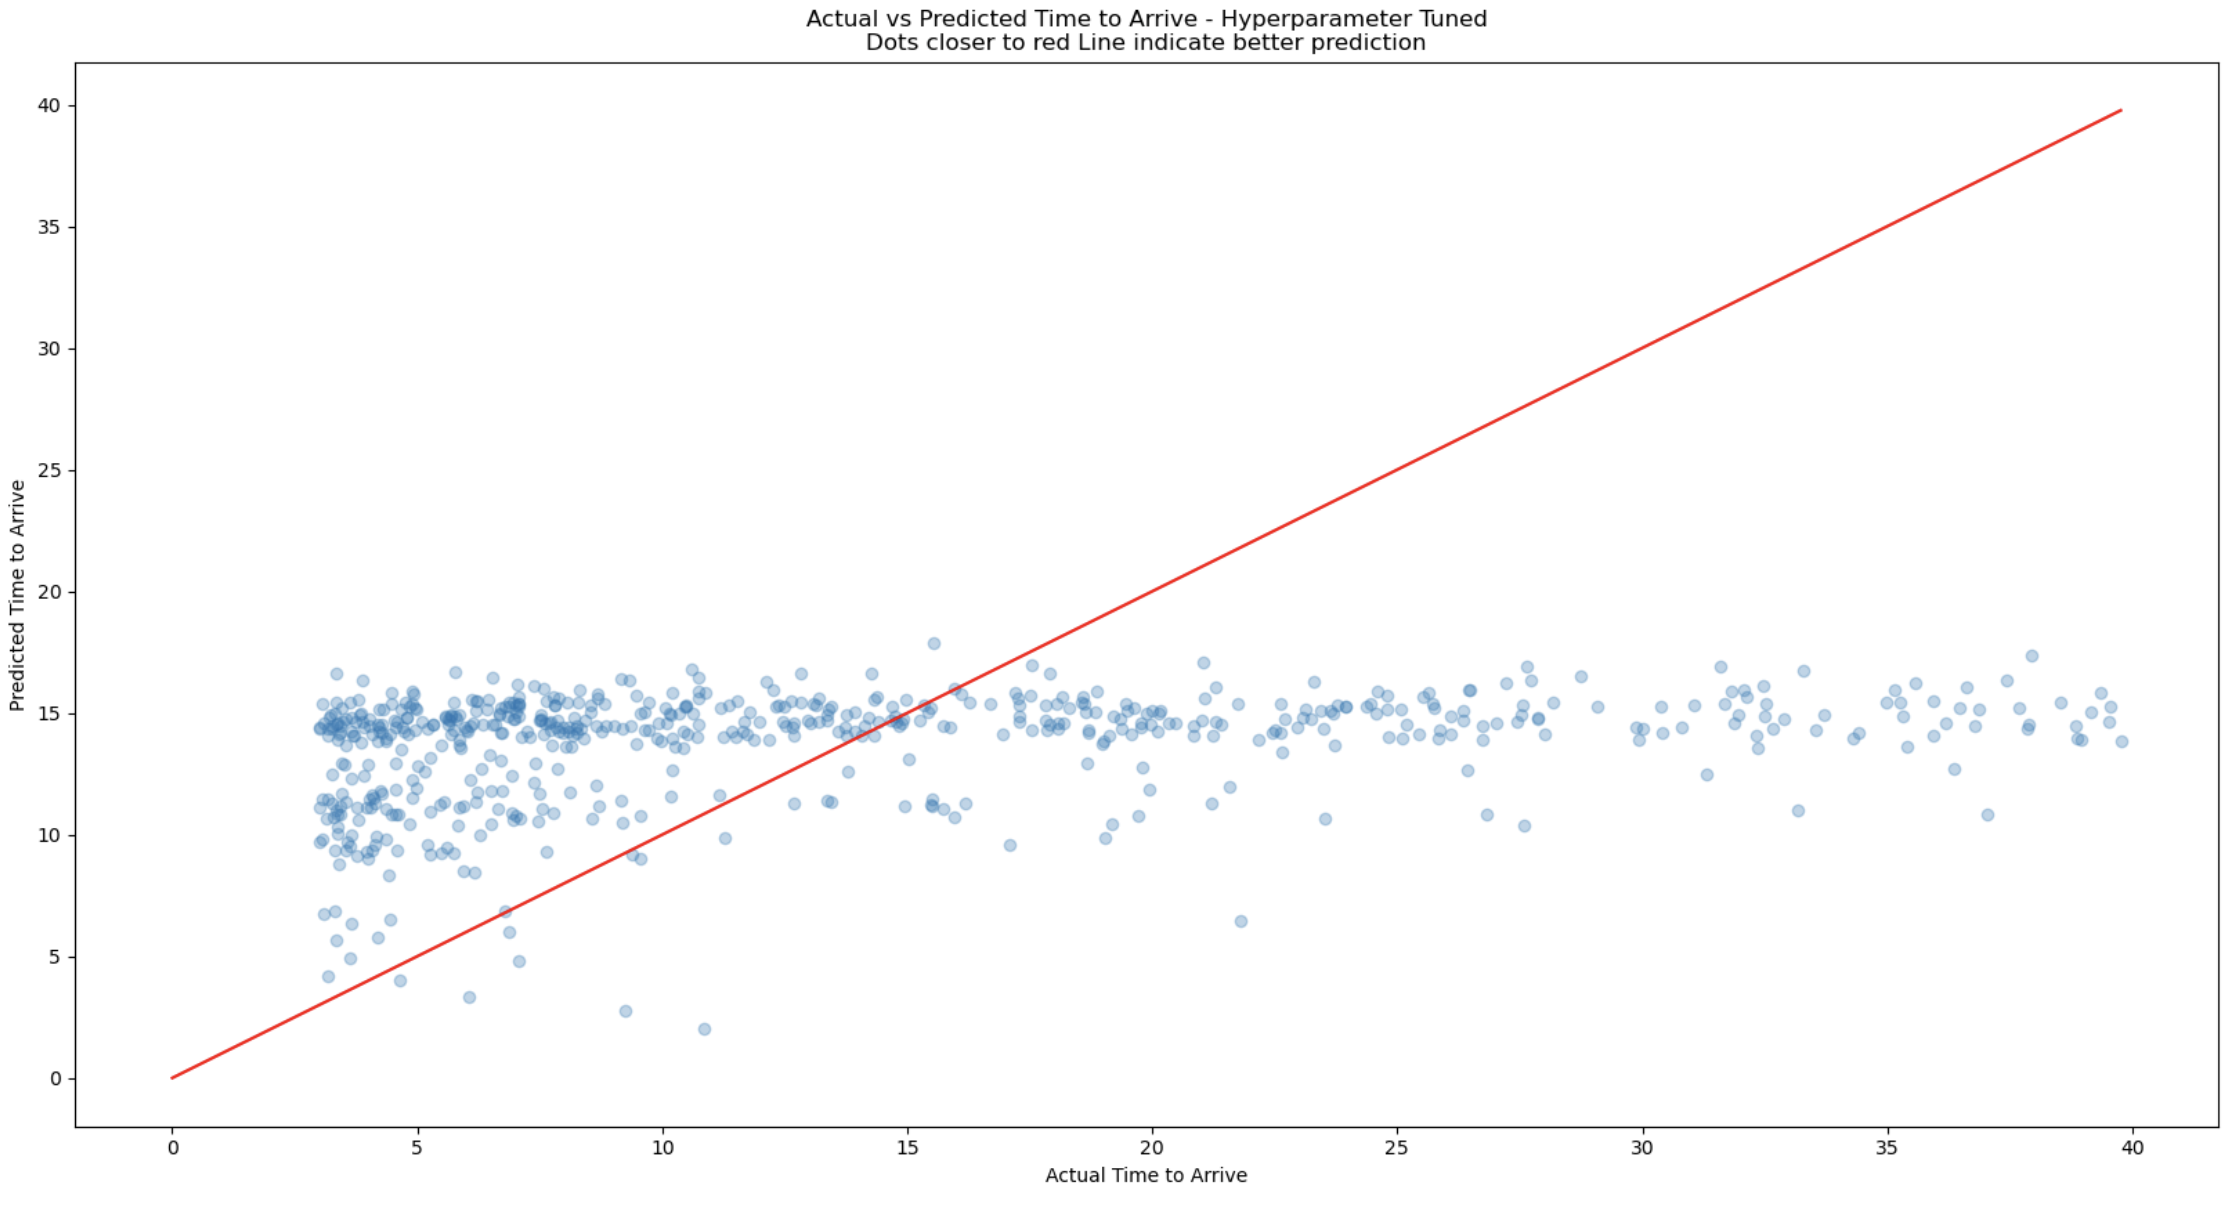 Actual vs Predicted Time to Arrive - Hyperparameter Tuned
Dots closer to red Line indicate better prediction
40
35
30
25
20
15
10
5
0
Predicted Time to Arrive
0 5 10 15 20 25 30 35 40
Actual Time to Arrive